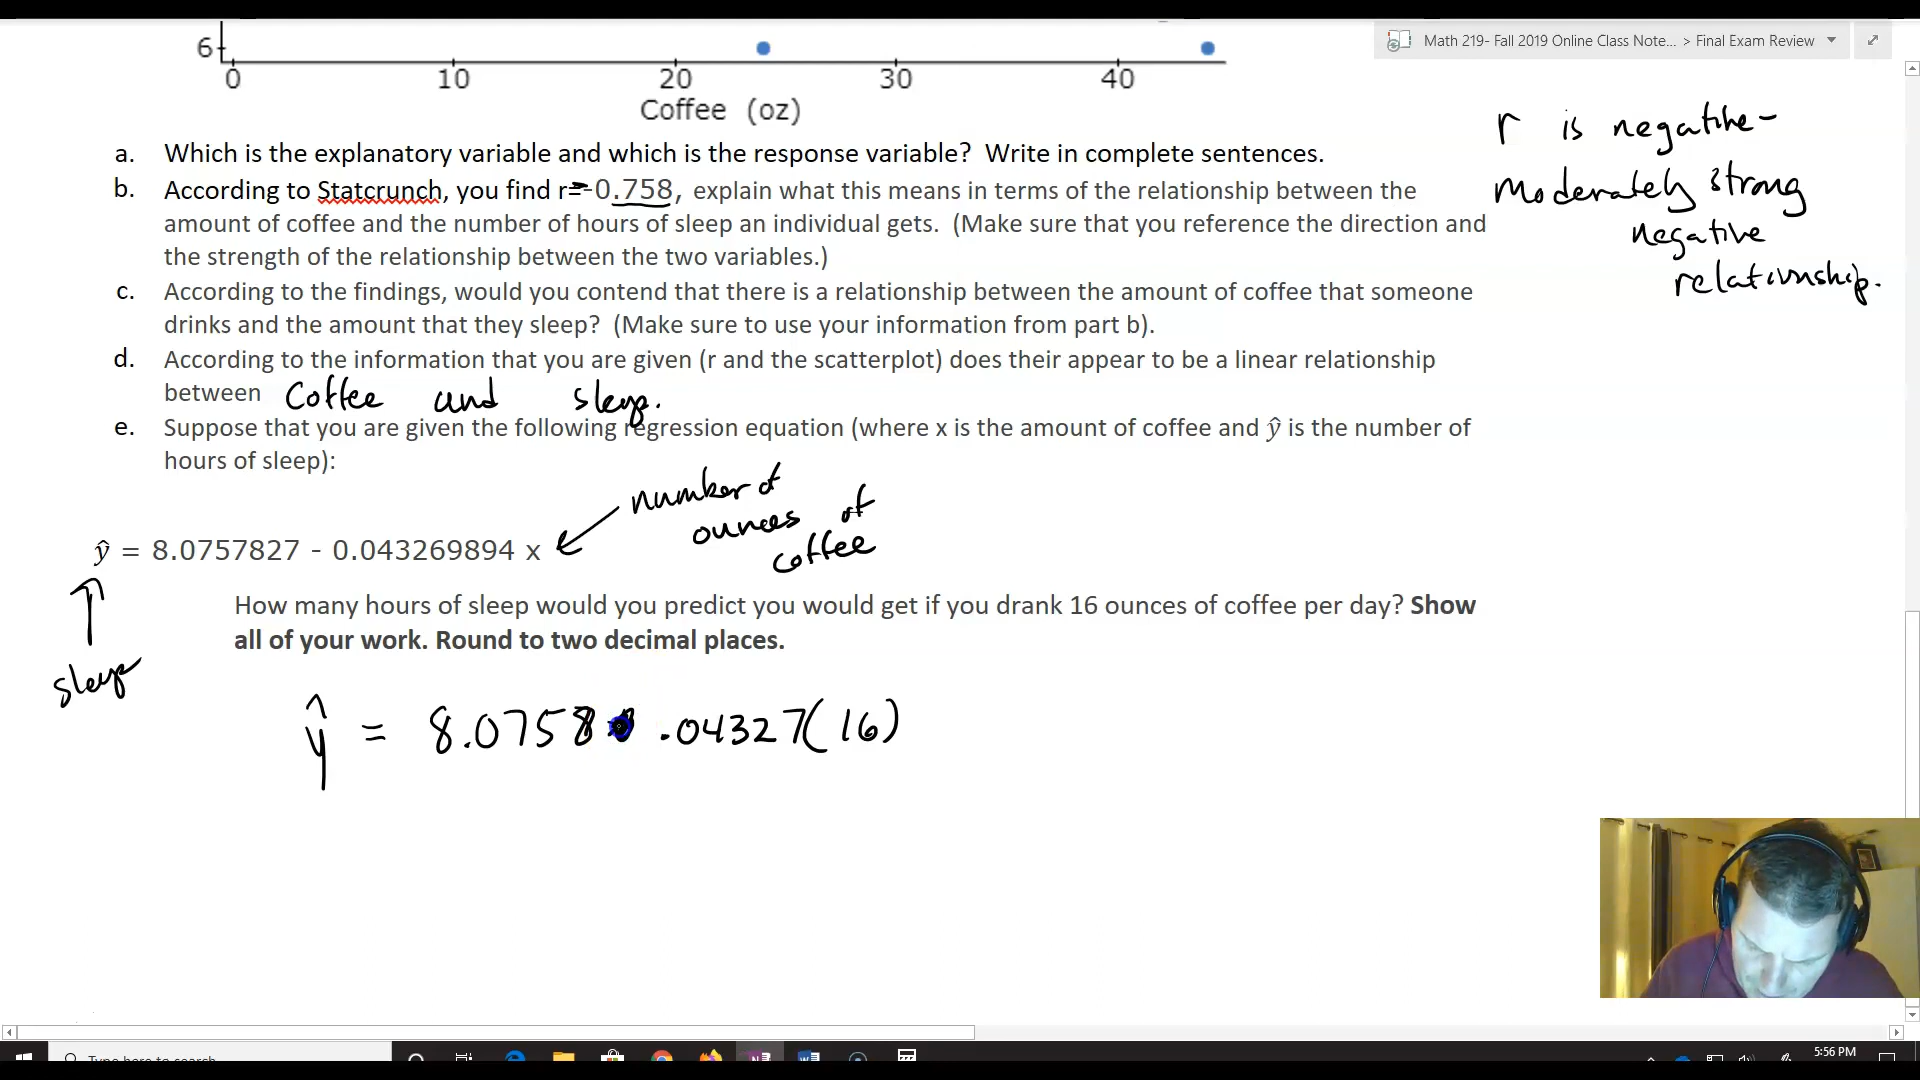 6
0 10 20 30 40
Coffee (oz)
Math 219- Fall 2019 Online Class Note... > Final Exam Review
a. Which is the explanatory variable and which is the response variable? Write in complete sentences.
b. According to Statcrunch, you find r=-0.758, explain what this means in terms of the relationship between the
amount of coffee and the number of hours of sleep an individual gets. (Make sure that you reference the direction and
the strength of the relationship between the two variables.)
c. According to the findings, would you contend that there is a relationship between the amount of coffee that someone
drinks and the amount that they sleep? (Make sure to use your information from part b).
d. According to the information that you are given (r and the scatterplot) does their appear to be a linear relationship
between Coffee and sleep.
e. Suppose that you are given the following regression equation (where x is the amount of coffee and ŷ is the number of
hours of sleep):
r is negative-
moderately strong
negative
relationship.
number of
ounces of
coffee
ŷ = 8.0757827 - 0.043269894 x
sleep
How many hours of sleep would you predict you would get if you drank 16 ounces of coffee per day? Show
all of your work. Round to two decimal places.
ŷ = 8.0758 .04327(16)
Type here to search
5:56 PM